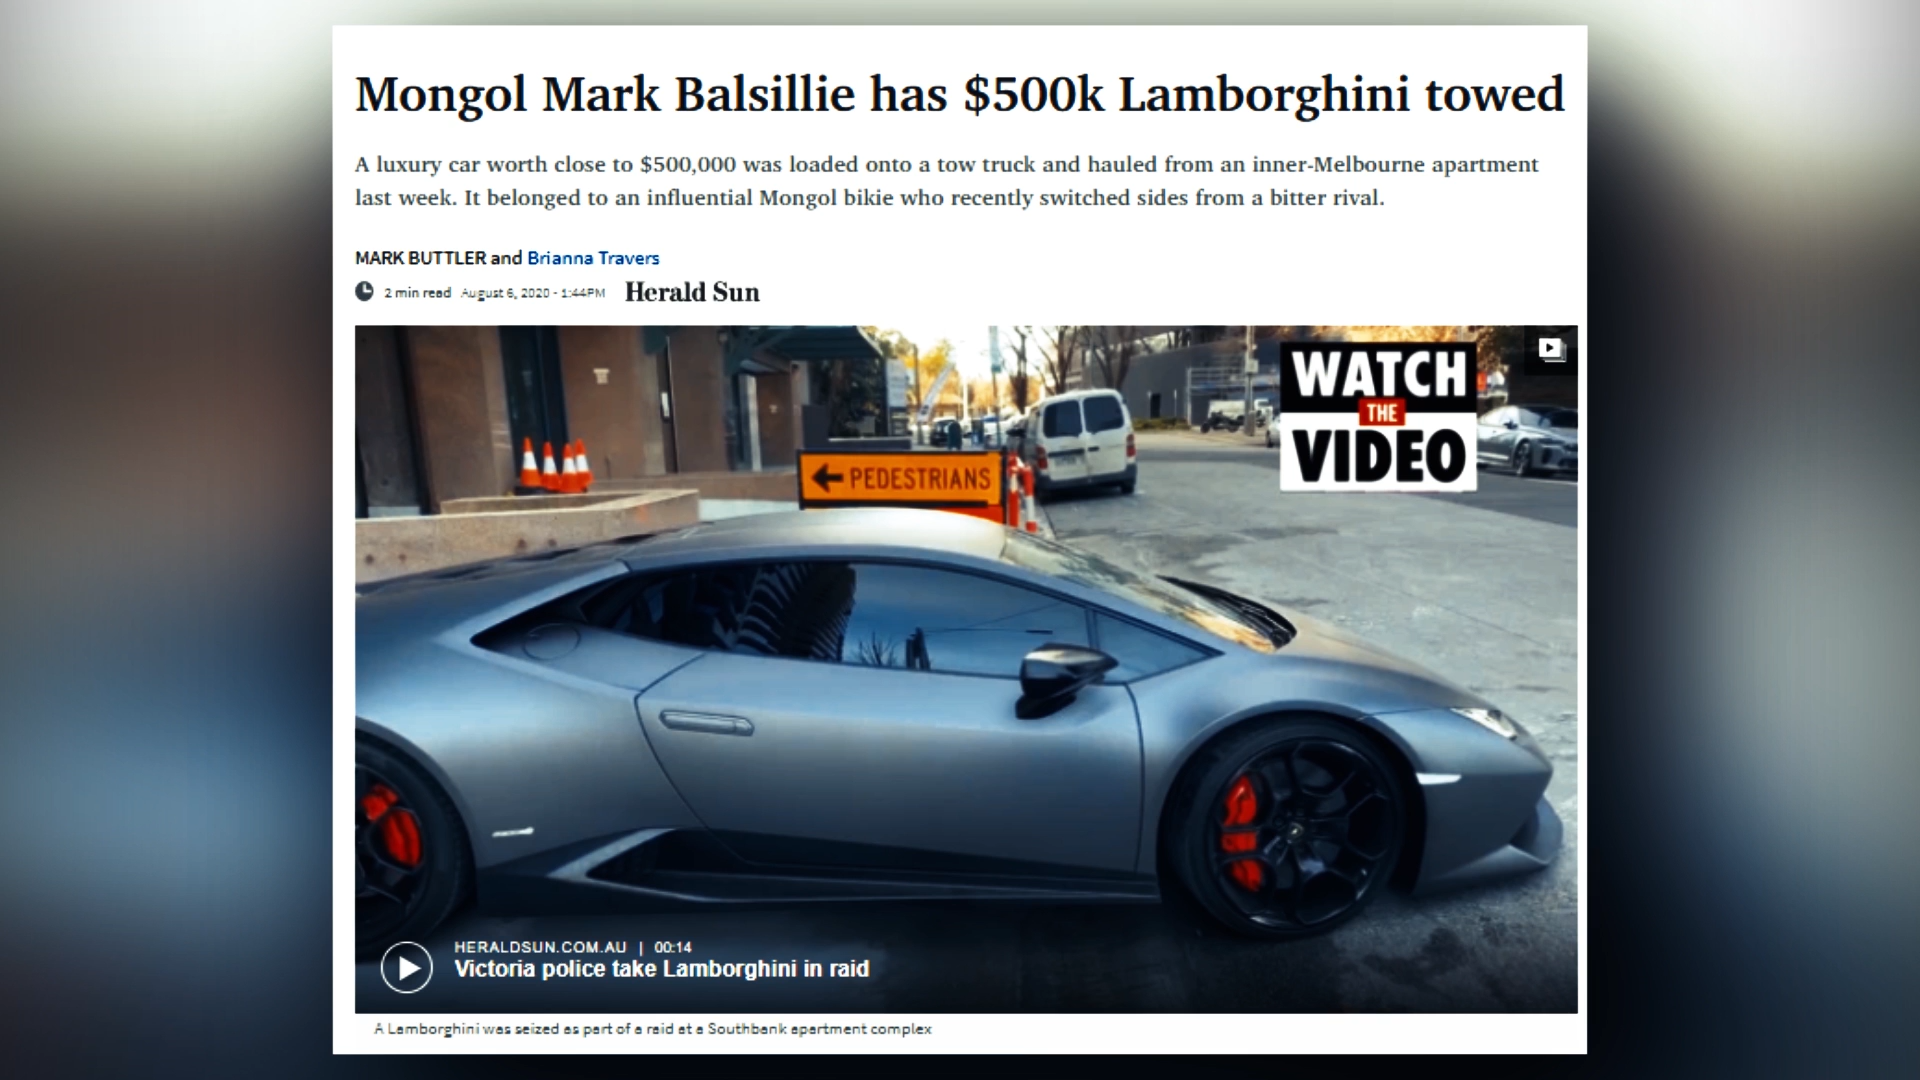 Mongol Mark Balsillie has $500k Lamborghini towed
A luxury car worth close to $500,000 was loaded onto a tow truck and hauled from an inner-Melbourne apartment
last week. It belonged to an influential Mongol bikie who recently switched sides from a bitter rival.
MARK BUTTLER and Brianna Travers
2 min read August 6, 2020 - 1:44PM Herald Sun
WATCH
THE
VIDEO
PEDESTRIANS
HERALDSUN.COM.AU | 00:14
Victoria police take Lamborghini in raid
A Lamborghini was seized as part of a raid at a Southbank apartment complex